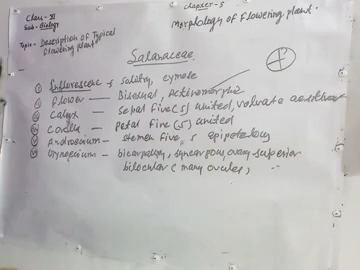 Class - XI
Sub - Biology
Chapter - 5
Morphology of Flowering plant.
Topic - Description of Typical
Flowering plant
Solanaceae
Inflorescence - solitary, cymose
Flower - Bisexual, Actinomorphic
Calyx - Sepal five (5) united, Valvate
Corolla - Petal five (5) united
Androecium - stemen five, epipetalous
Gynoecium - bicarpellary, syncarpous ovary superior
bilocular (many ovules)